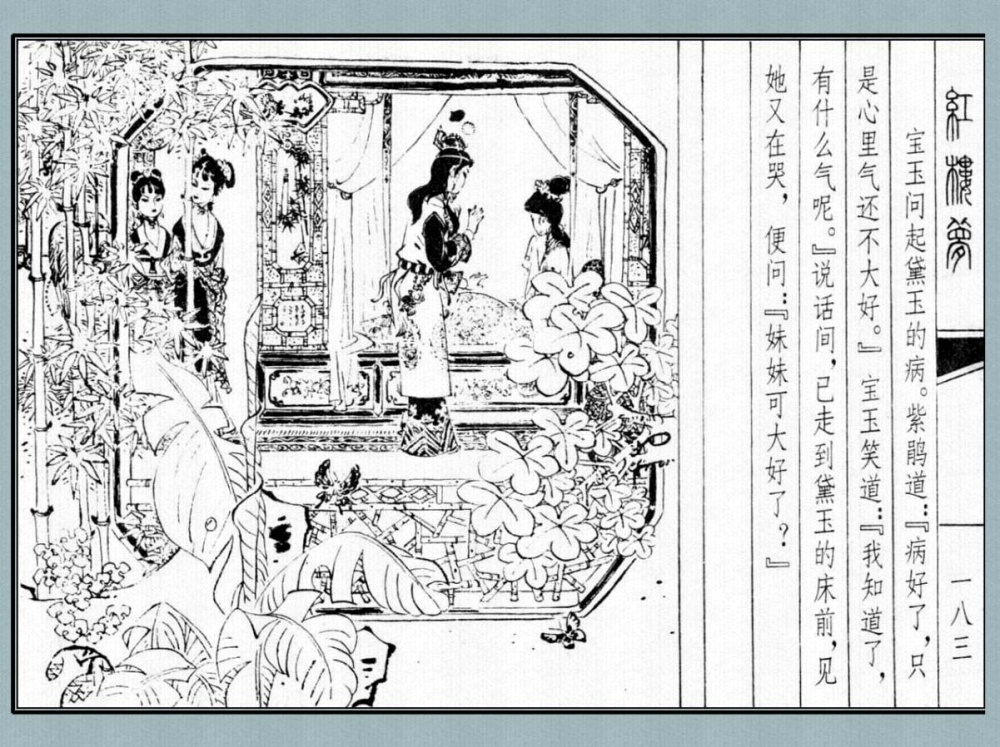 紅樓夢
一八三
宝玉问起黛玉的病。紫鹃道：『病好了，只
是心里气还不大好。』宝玉笑道：『我知道了，
有什么气呢。』说话间，已走到黛玉的床前，见
她又在哭，便问：『妹妹可大好了？』